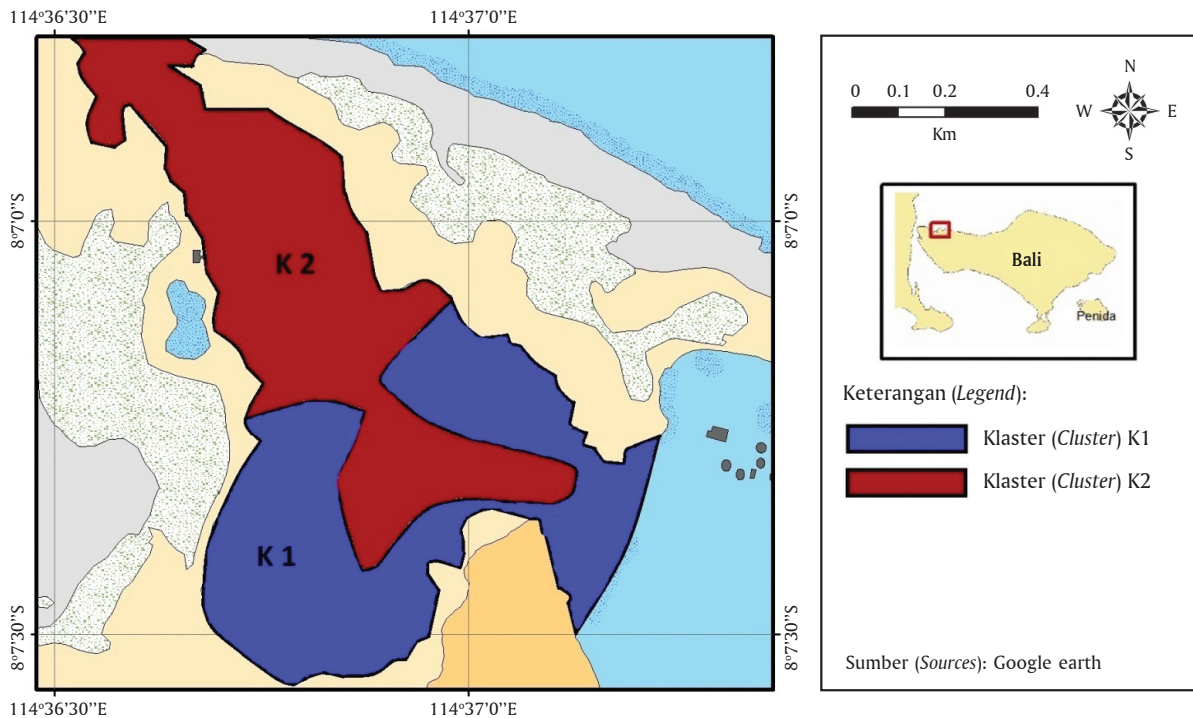 114°36'30''E 114°37'0''E
8°7'0''S 8°7'0''S
K 2
K 1
8°7'30''S 8°7'30''S
114°36'30''E 114°37'0''E
0 0.1 0.2 0.4
Km
N
W E
S
Bali
Penida
Keterangan (Legend):
Klaster (Cluster) K1
Klaster (Cluster) K2
Sumber (Sources): Google earth